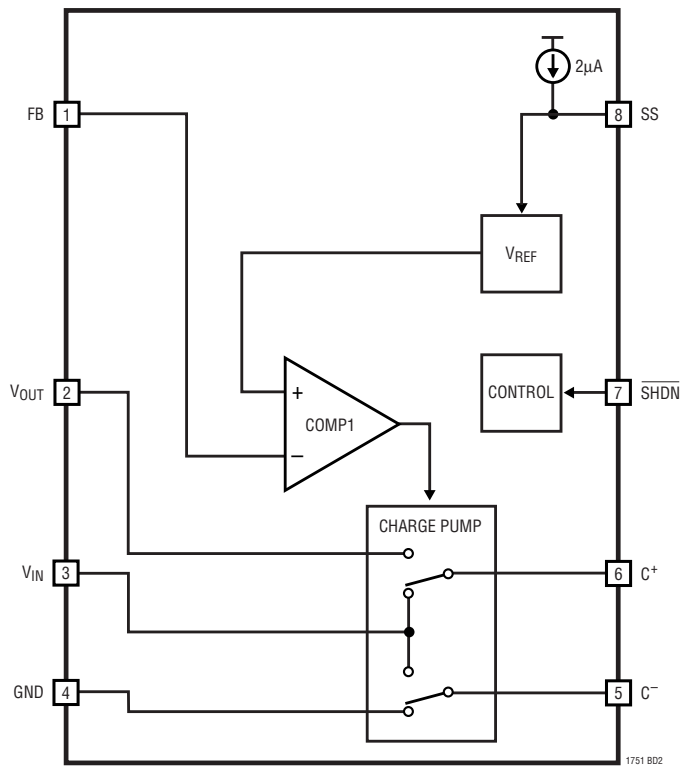 2µA
FB 1
8 SS
VREF
+
COMP1
−
CONTROL
7 SHDN
VOUT 2
CHARGE PUMP
VIN 3
6 C+
GND 4
5 C−
1751 BD2